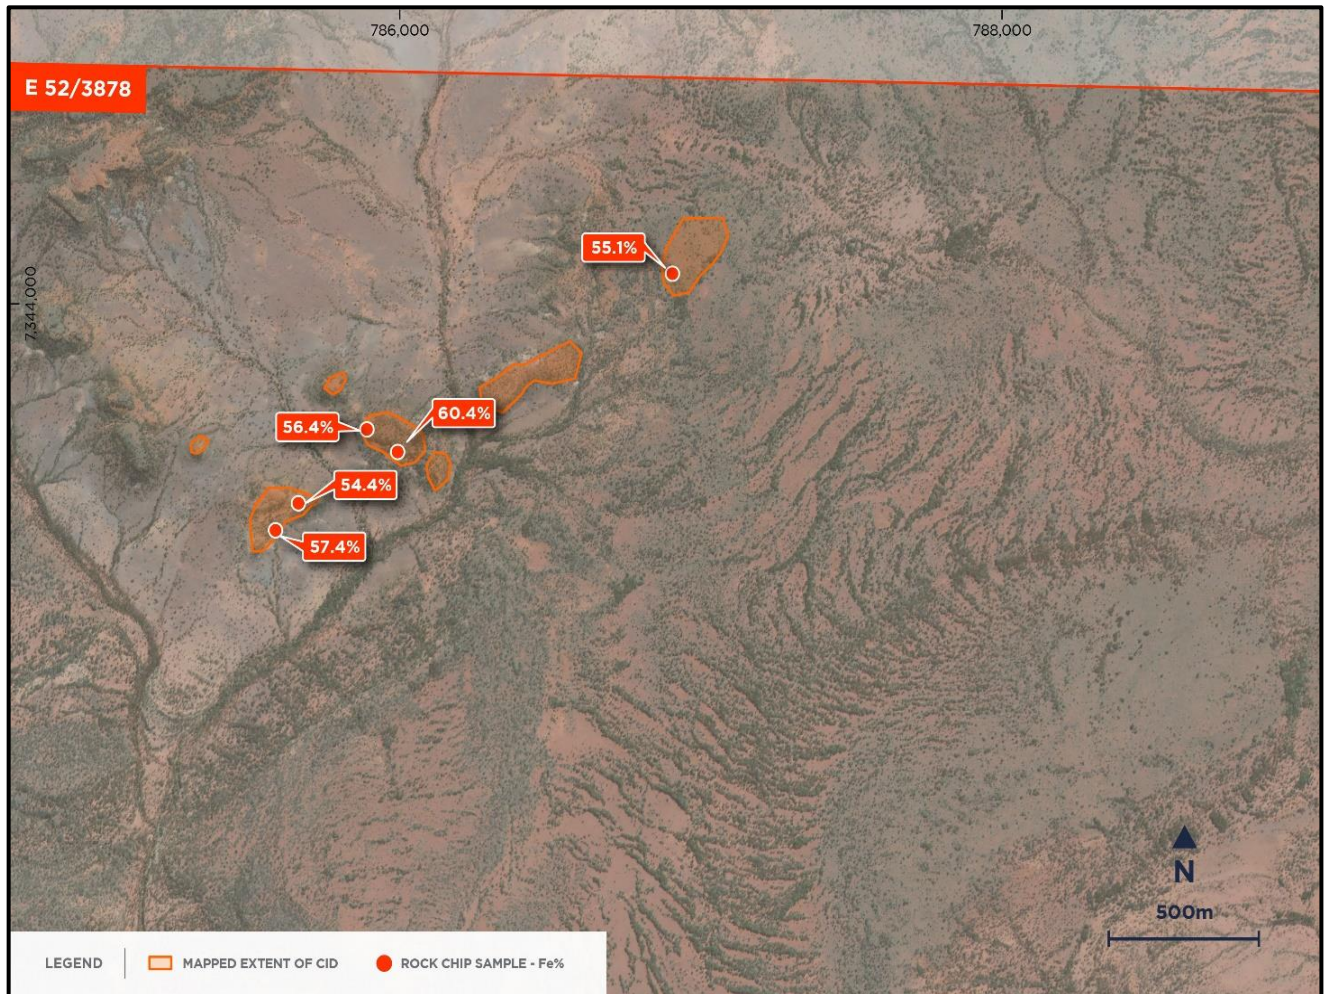 786,000
788,000
E 52/3878
55.1%
7,344,000
60.4%
56.4%
54.4%
57.4%
N
500m
LEGEND
MAPPED EXTENT OF CID
ROCK CHIP SAMPLE - Fe%